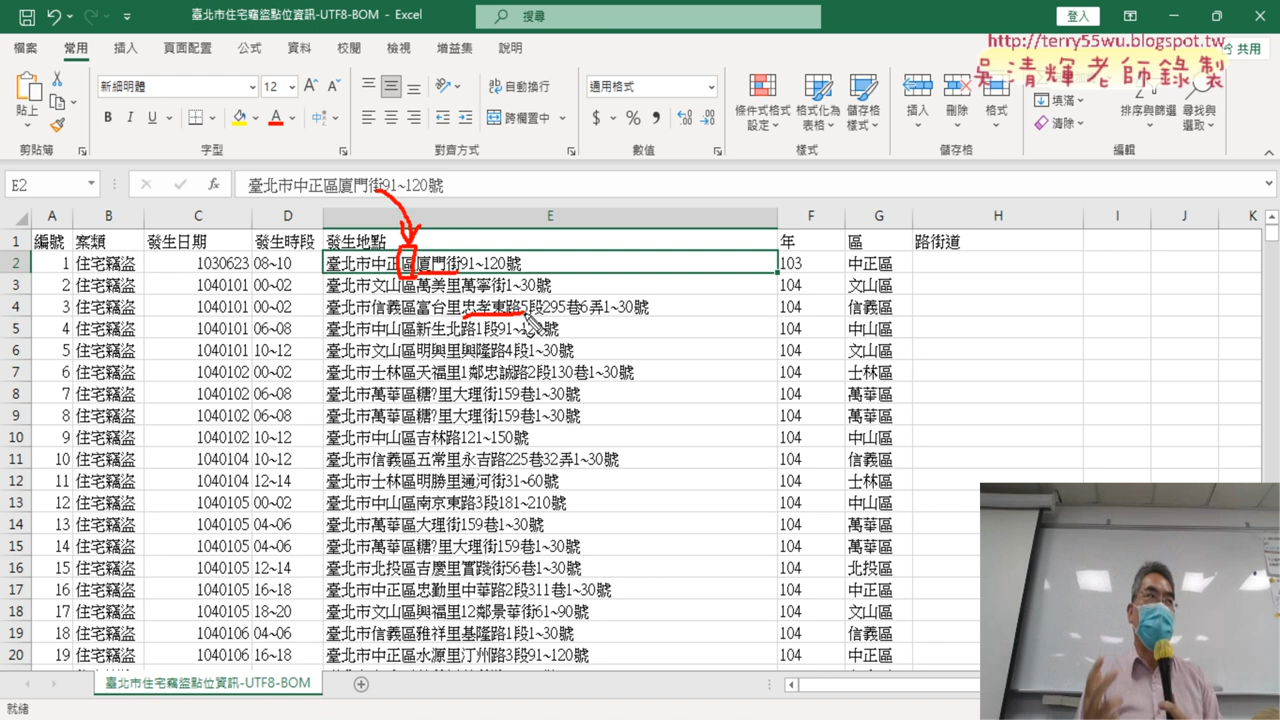 臺北市住宅竊盜點位資訊-UTF8-BOM - Excel
搜尋
登入
http://terry55wu.blogspot.tw
吳清輝老師錄製
檔案 常用 插入 頁面配置 公式 資料 校閱 檢視 增益集 說明
共用
貼上
新細明體 12
自動換行
跨欄置中
通用格式
條件式格式設定
格式化為表格
儲存格樣式
插入
刪除
格式
填滿
清除
排序與篩選
尋找與選取
剪貼簿 字型 對齊方式 數值 樣式 儲存格 編輯
E2 fx 臺北市中正區廈門街91~120號
A B C D E F G H I J K
1 編號 案類 發生日期 發生時段 發生地點 年 區 路街道
2 1 住宅竊盜 1030623 08~10 臺北市中正區廈門街91~120號 103 中正區
3 2 住宅竊盜 1040101 00~02 臺北市文山區萬美里萬寧街1~30號 104 文山區
4 3 住宅竊盜 1040101 00~02 臺北市信義區富台里忠孝東路5段295巷6弄1~30號 104 信義區
5 4 住宅竊盜 1040101 06~08 臺北市中山區新生北路1段91~120號 104 中山區
6 5 住宅竊盜 1040101 10~12 臺北市文山區明興里興隆路4段1~30號 104 文山區
7 6 住宅竊盜 1040102 00~02 臺北市士林區天福里1鄰忠誠路2段130巷1~30號 104 士林區
8 7 住宅竊盜 1040102 06~08 臺北市萬華區糖?里大理街159巷1~30號 104 萬華區
9 8 住宅竊盜 1040102 06~08 臺北市萬華區糖?里大理街159巷1~30號 104 萬華區
10 9 住宅竊盜 1040102 10~12 臺北市中山區吉林路121~150號 104 中山區
11 10 住宅竊盜 1040104 10~12 臺北市信義區五常里永吉路225巷32弄1~30號 104 信義區
12 11 住宅竊盜 1040104 12~14 臺北市士林區明勝里通河街31~60號 104 士林區
13 12 住宅竊盜 1040105 00~02 臺北市中山區南京東路3段181~210號 104 中山區
14 13 住宅竊盜 1040105 04~06 臺北市萬華區大理街159巷1~30號 104 萬華區
15 14 住宅竊盜 1040105 04~06 臺北市萬華區糖?里大理街159巷1~30號 104 萬華區
16 15 住宅竊盜 1040105 12~14 臺北市北投區吉慶里實踐街56巷1~30號 104 北投區
17 16 住宅竊盜 1040105 16~18 臺北市中正區忠勤里中華路2段311巷1~30號 104 中正區
18 17 住宅竊盜 1040105 18~20 臺北市文山區興福里12鄰景華街61~90號 104 文山區
19 18 住宅竊盜 1040106 04~06 臺北市信義區雅祥里基隆路1段1~30號 104 信義區
20 19 住宅竊盜 1040106 16~18 臺北市中正區水源里汀州路3段91~120號 104 中正區
臺北市住宅竊盜點位資訊-UTF8-BOM
就緒